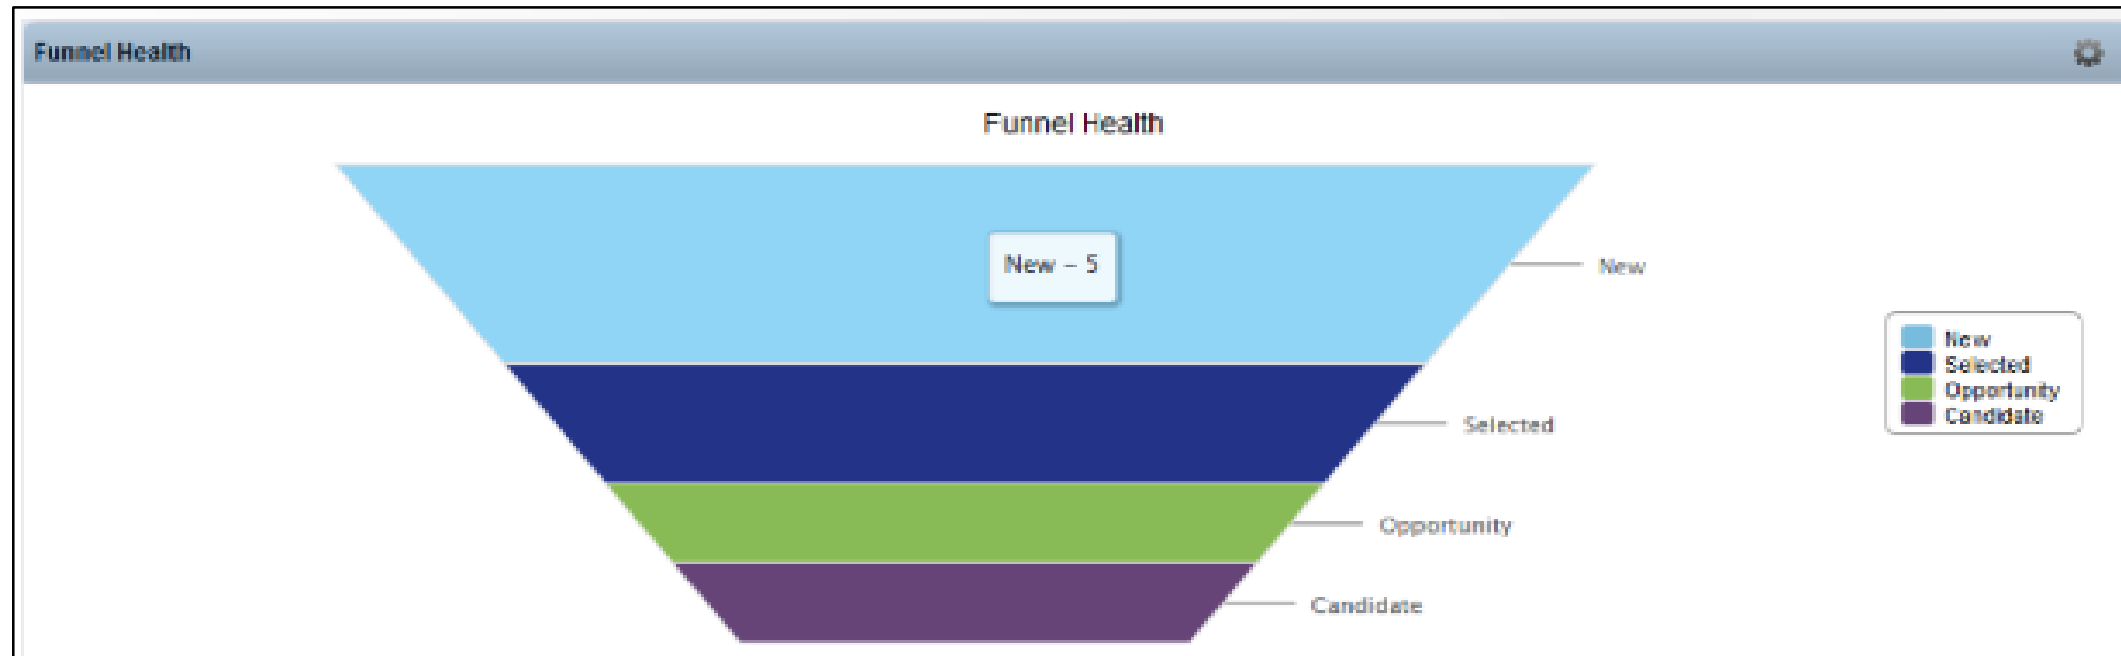 Funnel Health
Funnel Health
New – 5
New
Selected
Opportunity
Candidate
New
Selected
Opportunity
Candidate